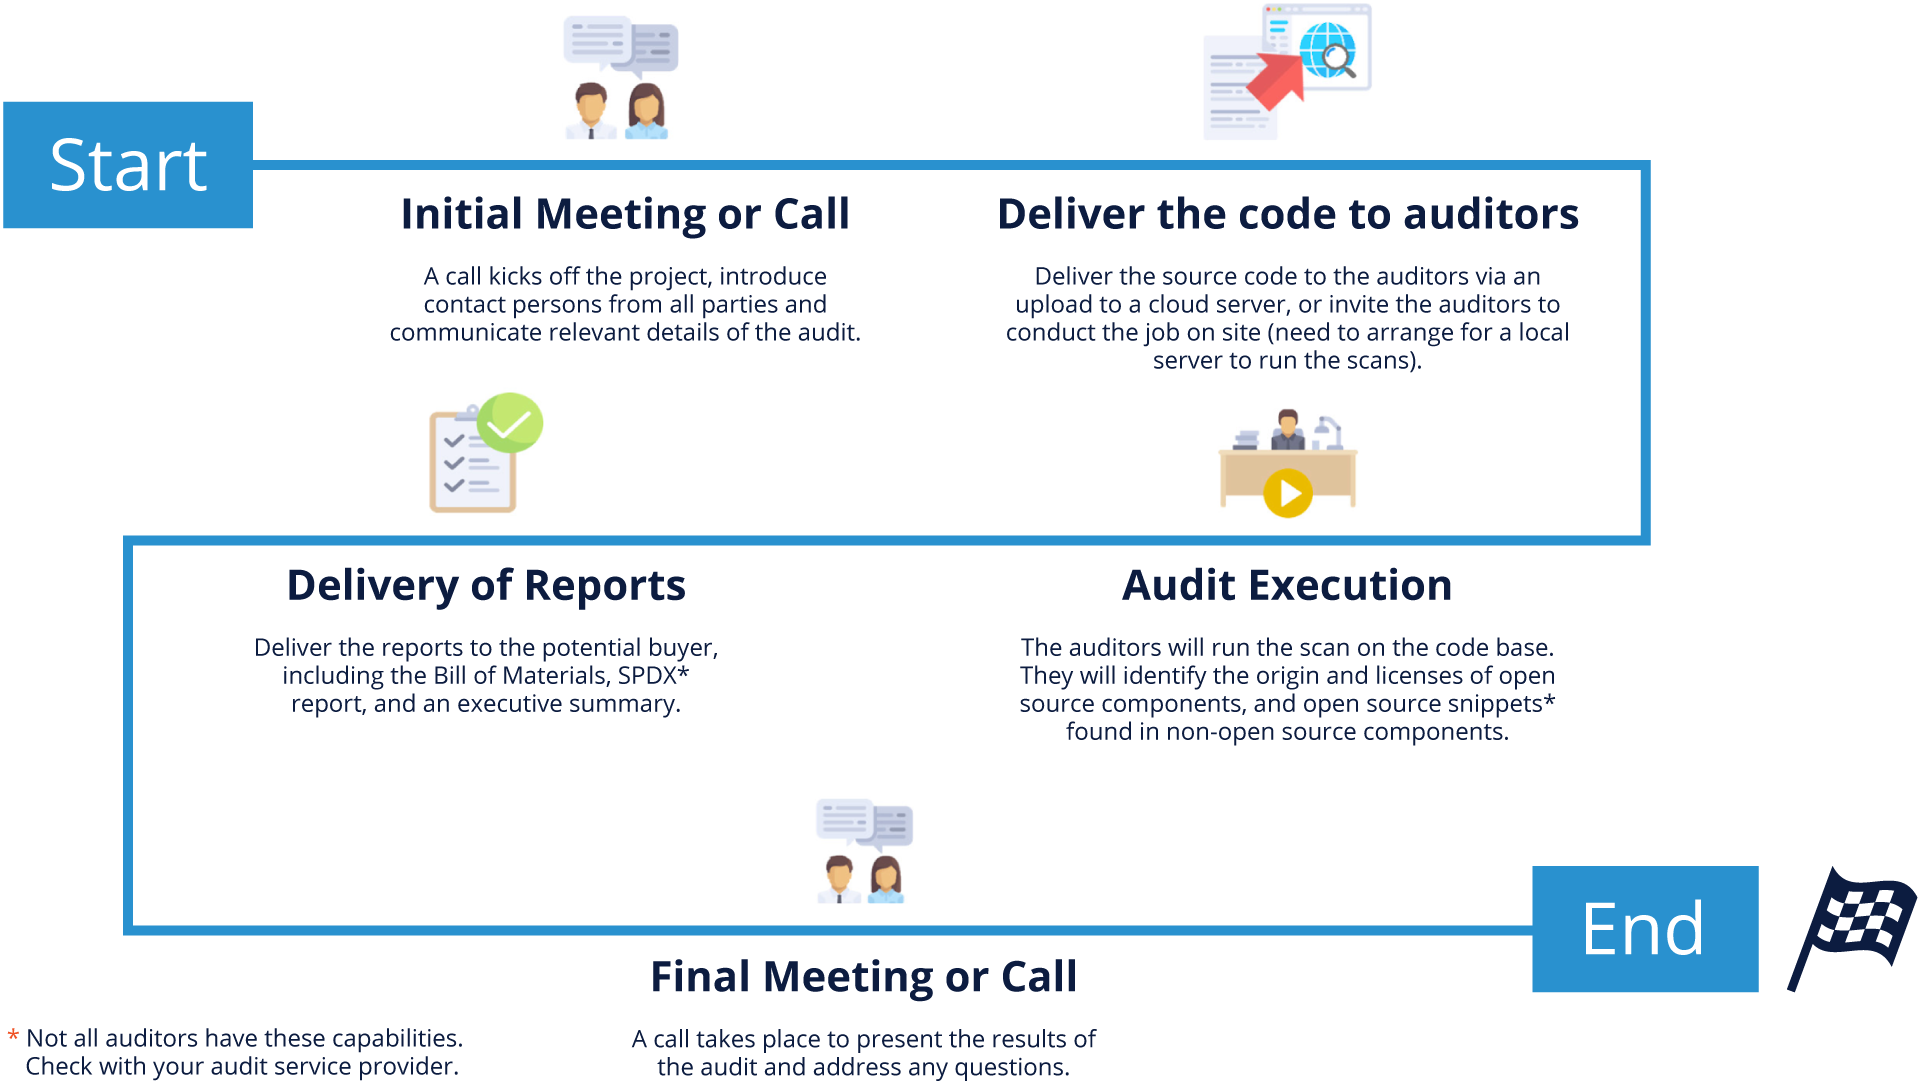 Start
Initial Meeting or Call
A call kicks off the project, introduce
contact persons from all parties and
communicate relevant details of the audit.
Deliver the code to auditors
Deliver the source code to the auditors via an
upload to a cloud server, or invite the auditors to
conduct the job on site (need to arrange for a local
server to run the scans).
Audit Execution
The auditors will run the scan on the code base.
They will identify the origin and licenses of open
source components, and open source snippets*
found in non-open source components.
Delivery of Reports
Deliver the reports to the potential buyer,
including the Bill of Materials, SPDX*
report, and an executive summary.
Final Meeting or Call
A call takes place to present the results of
the audit and address any questions.
End
* Not all auditors have these capabilities.
Check with your audit service provider.